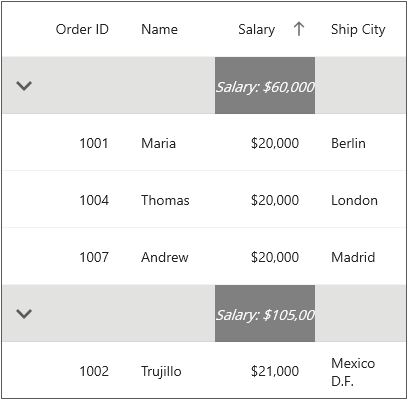 Order ID Name Salary Ship City
Salary: $60,000
1001 Maria $20,000 Berlin
1004 Thomas $20,000 London
1007 Andrew $20,000 Madrid
Salary: $105,00
1002 Trujillo $21,000 Mexico
D.F.